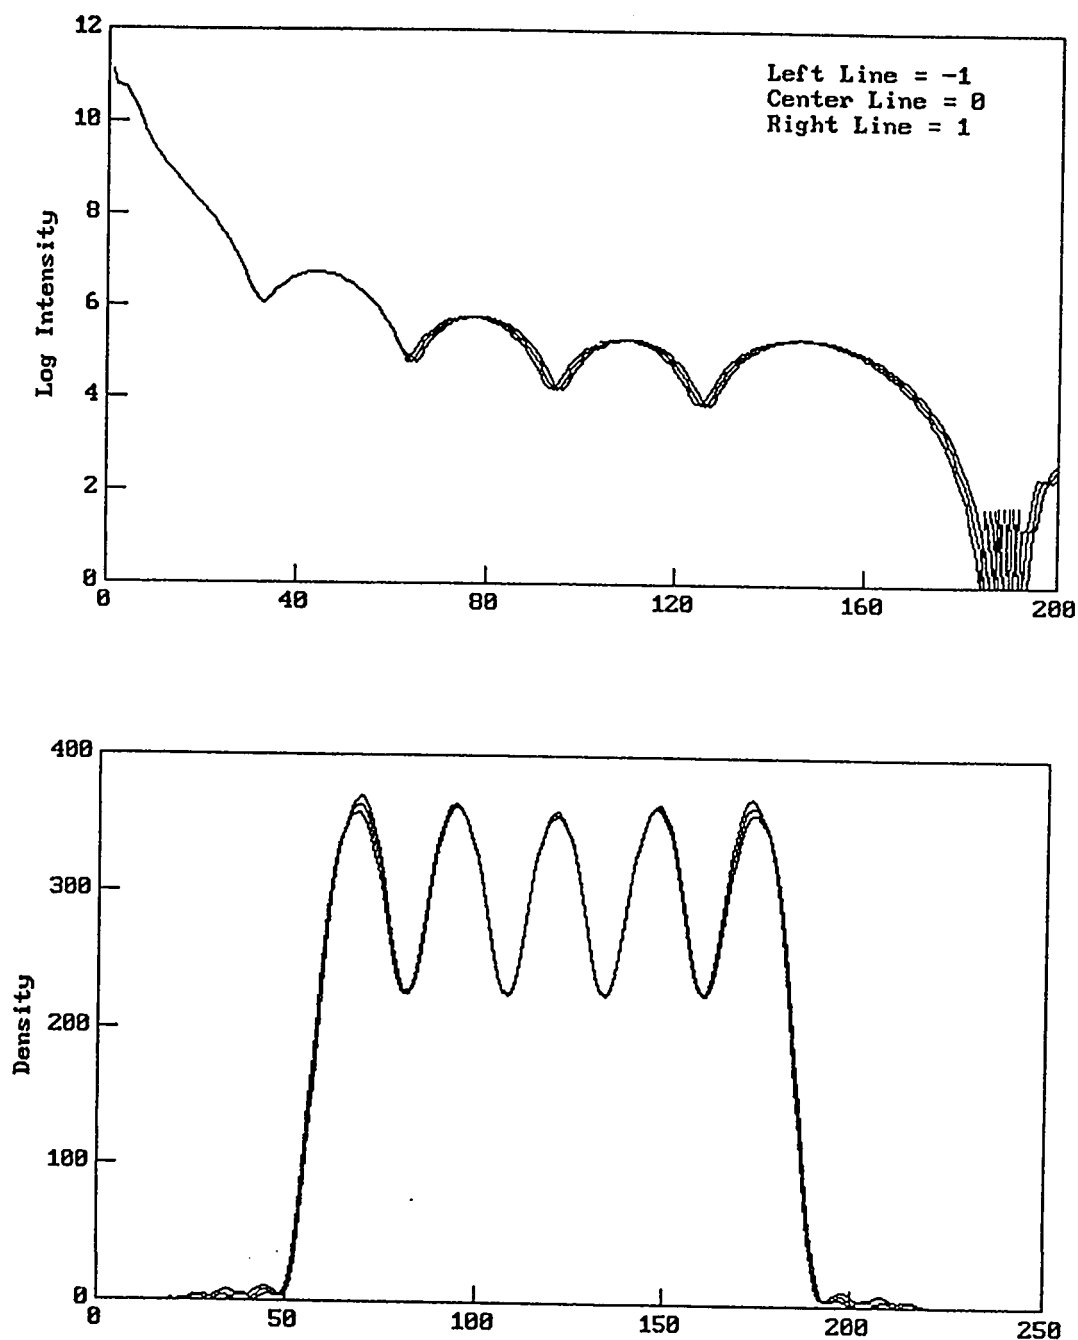 12
Left Line = -1
Center Line = 0
Right Line = 1
10
8
Log Intensity
6
4
2
0
0 40 80 120 160 200
400
300
Density
200
100
0
0 50 100 150 200 250